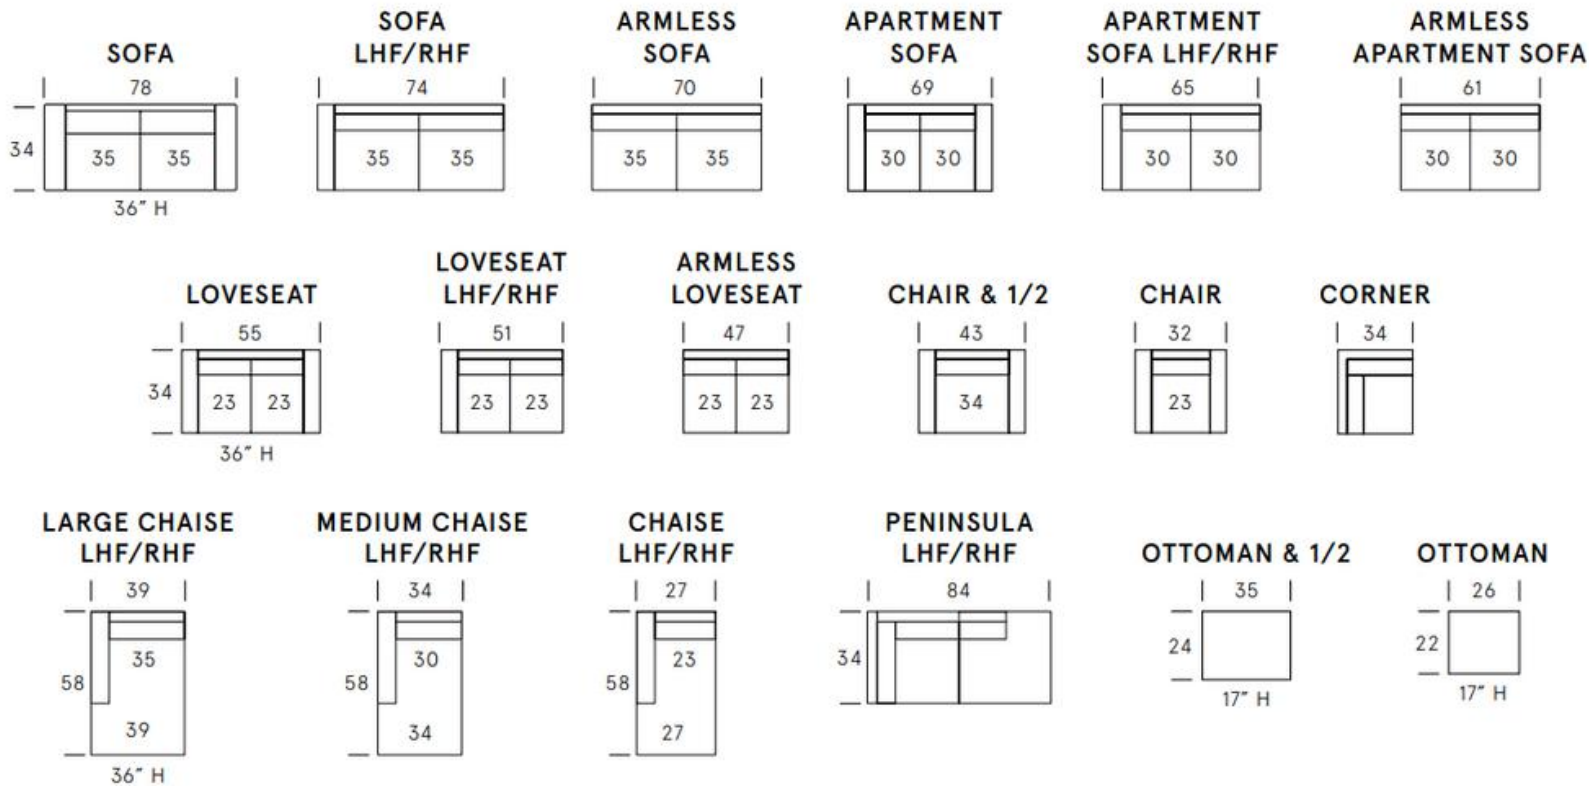 SOFA
78
34
35 35
36" H
SOFA
LHF/RHF
74
35 35
ARMLESS
SOFA
70
35 35
APARTMENT
SOFA
69
30 30
APARTMENT
SOFA LHF/RHF
65
30 30
ARMLESS
APARTMENT SOFA
61
30 30
LOVESEAT
55
34
23 23
36" H
LOVESEAT
LHF/RHF
51
23 23
ARMLESS
LOVESEAT
47
23 23
CHAIR & 1/2
43
34
CHAIR
32
23
CORNER
34
LARGE CHAISE
LHF/RHF
39
58
35
39
36" H
MEDIUM CHAISE
LHF/RHF
34
58
30
34
CHAISE
LHF/RHF
27
58
23
27
PENINSULA
LHF/RHF
84
34
OTTOMAN & 1/2
35
24
17" H
OTTOMAN
26
22
17" H